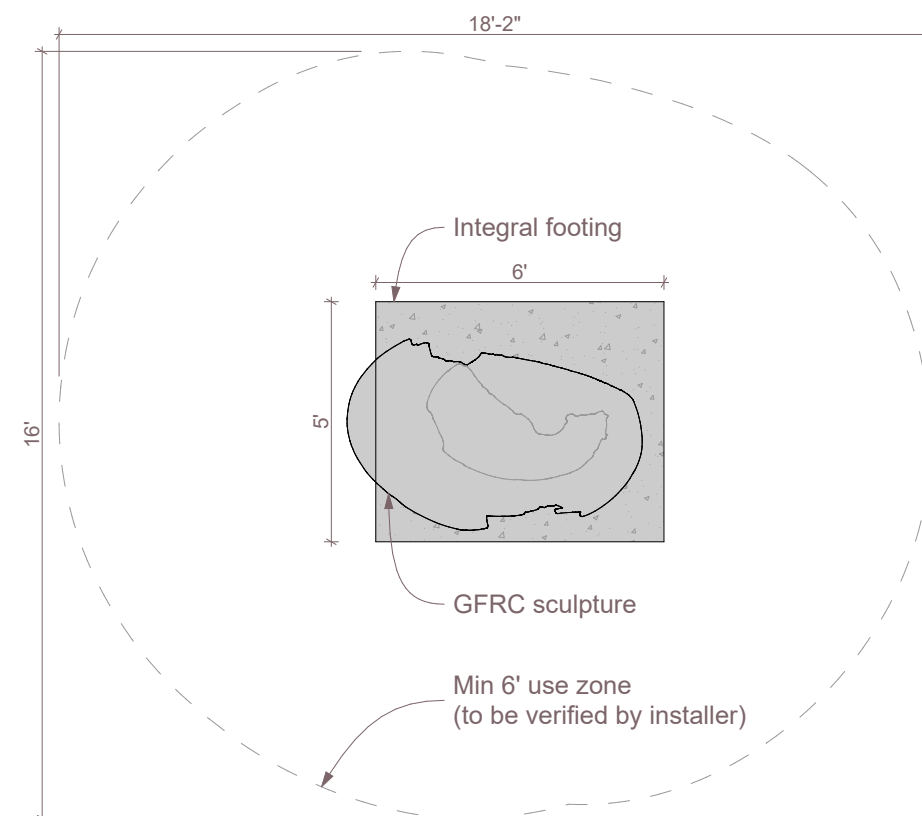 18'-2"
Integral footing
6'
16'
5'
GFRC sculpture
Min 6' use zone
(to be verified by installer)